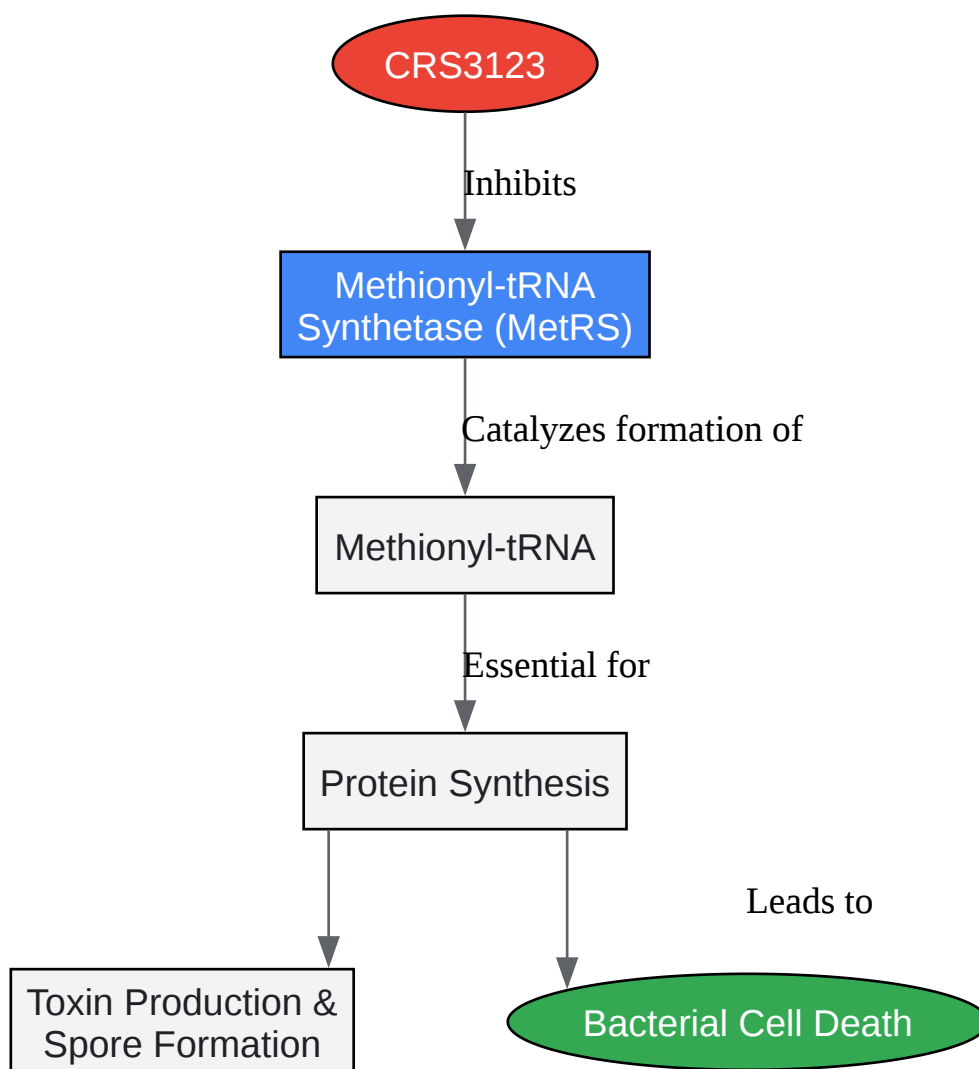 CRS3123
Inhibits
Methionyl-tRNA
Synthetase (MetRS)
Catalyzes formation of
Methionyl-tRNA
Essential for
Protein Synthesis
Leads to
Toxin Production &
Spore Formation
Bacterial Cell Death